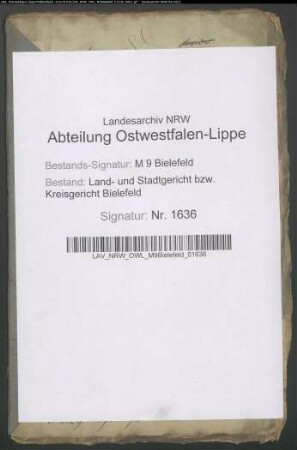 Landesarchiv NRW
Abteilung Ostwestfalen-Lippe
Bestands-Signatur: M 9 Bielefeld
Bestand: Land- und Stadtgericht bzw.
Kreisgericht Bielefeld
Signatur: Nr. 1636
LAV_NRW_OWL_M9Bielefeld_01636